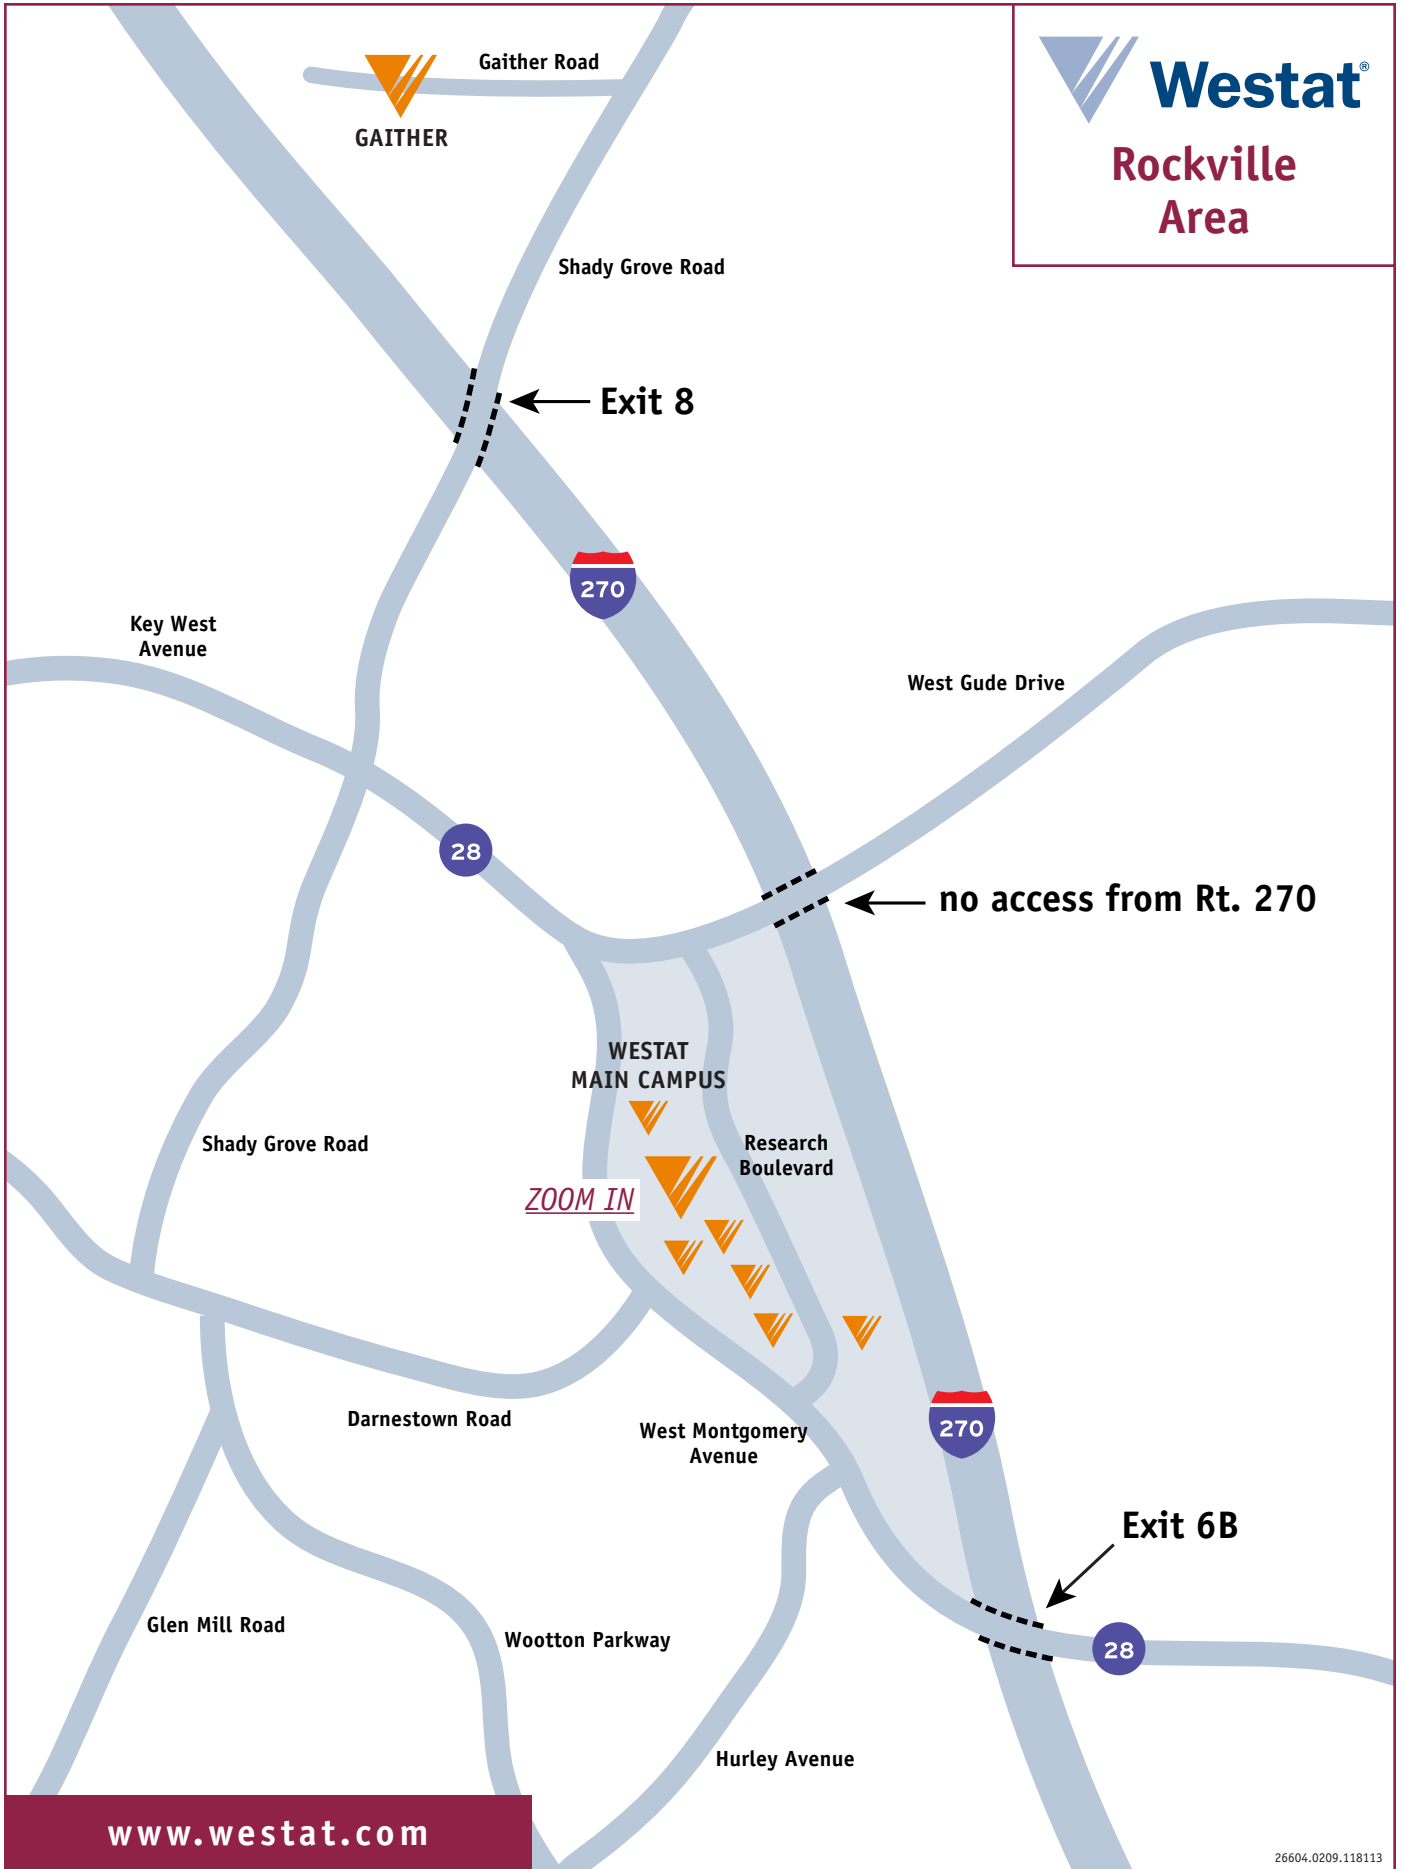 Gaither Road
GAITHER
Westat®
Rockville
Area
Shady Grove Road
Exit 8
270
Key West
Avenue
West Gude Drive
28
no access from Rt. 270
WESTAT
MAIN CAMPUS
Research
Boulevard
Shady Grove Road
ZOOM IN
Darnestown Road
West Montgomery
Avenue
270
Exit 6B
Glen Mill Road
Wootton Parkway
28
Hurley Avenue
www.westat.com
26604.0209.118113